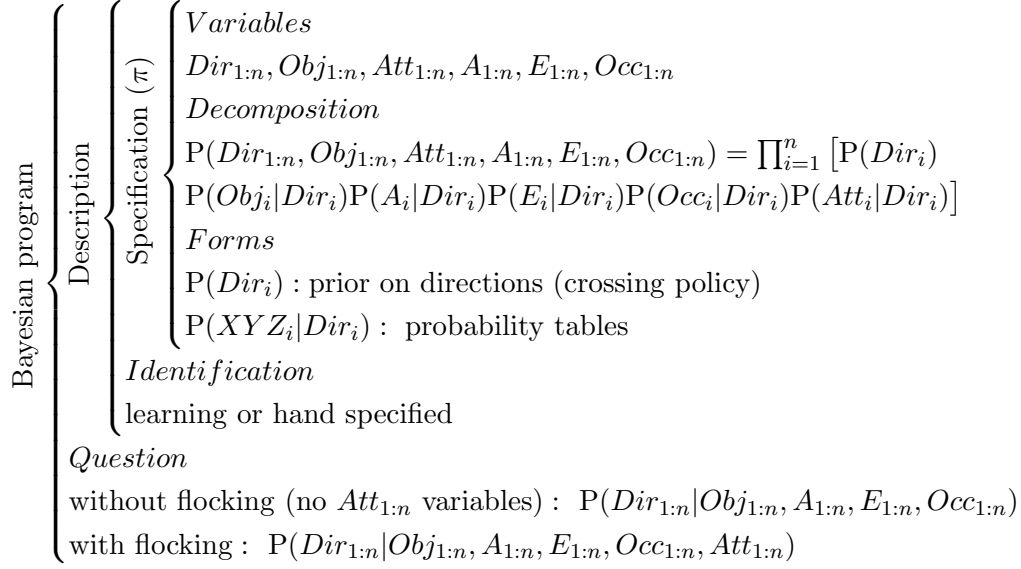 Bayesian program
Description
Specification (π)
Variables
Dir₁:ₙ, Obj₁:ₙ, Att₁:ₙ, A₁:ₙ, E₁:ₙ, Occ₁:ₙ
Decomposition
P(Dir₁:ₙ, Obj₁:ₙ, Att₁:ₙ, A₁:ₙ, E₁:ₙ, Occ₁:ₙ) = ∏ⁿᵢ₌₁ [P(Dirᵢ)
P(Objᵢ|Dirᵢ)P(Aᵢ|Dirᵢ)P(Eᵢ|Dirᵢ)P(Occᵢ|Dirᵢ)P(Attᵢ|Dirᵢ)]
Forms
P(Dirᵢ) : prior on directions (crossing policy)
P(XYZᵢ|Dirᵢ) : probability tables
Identification
learning or hand specified
Question
without flocking (no Att₁:ₙ variables) : P(Dir₁:ₙ|Obj₁:ₙ, A₁:ₙ, E₁:ₙ, Occ₁:ₙ)
with flocking : P(Dir₁:ₙ|Obj₁:ₙ, A₁:ₙ, E₁:ₙ, Occ₁:ₙ, Att₁:ₙ)